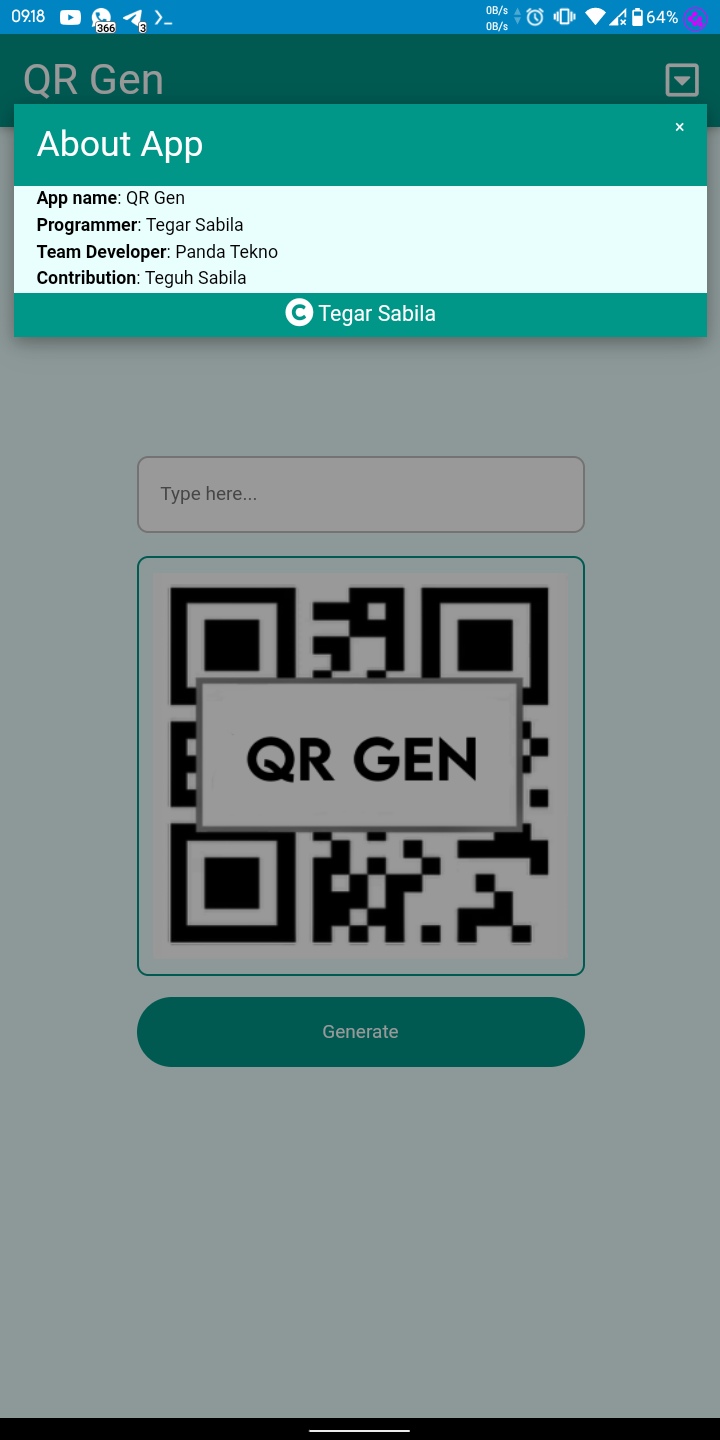 09.18
366
3
0B/s
0B/s
64%
QR Gen
About App
×
App name: QR Gen
Programmer: Tegar Sabila
Team Developer: Panda Tekno
Contribution: Teguh Sabila
© Tegar Sabila
Type here...
QR GEN
Generate